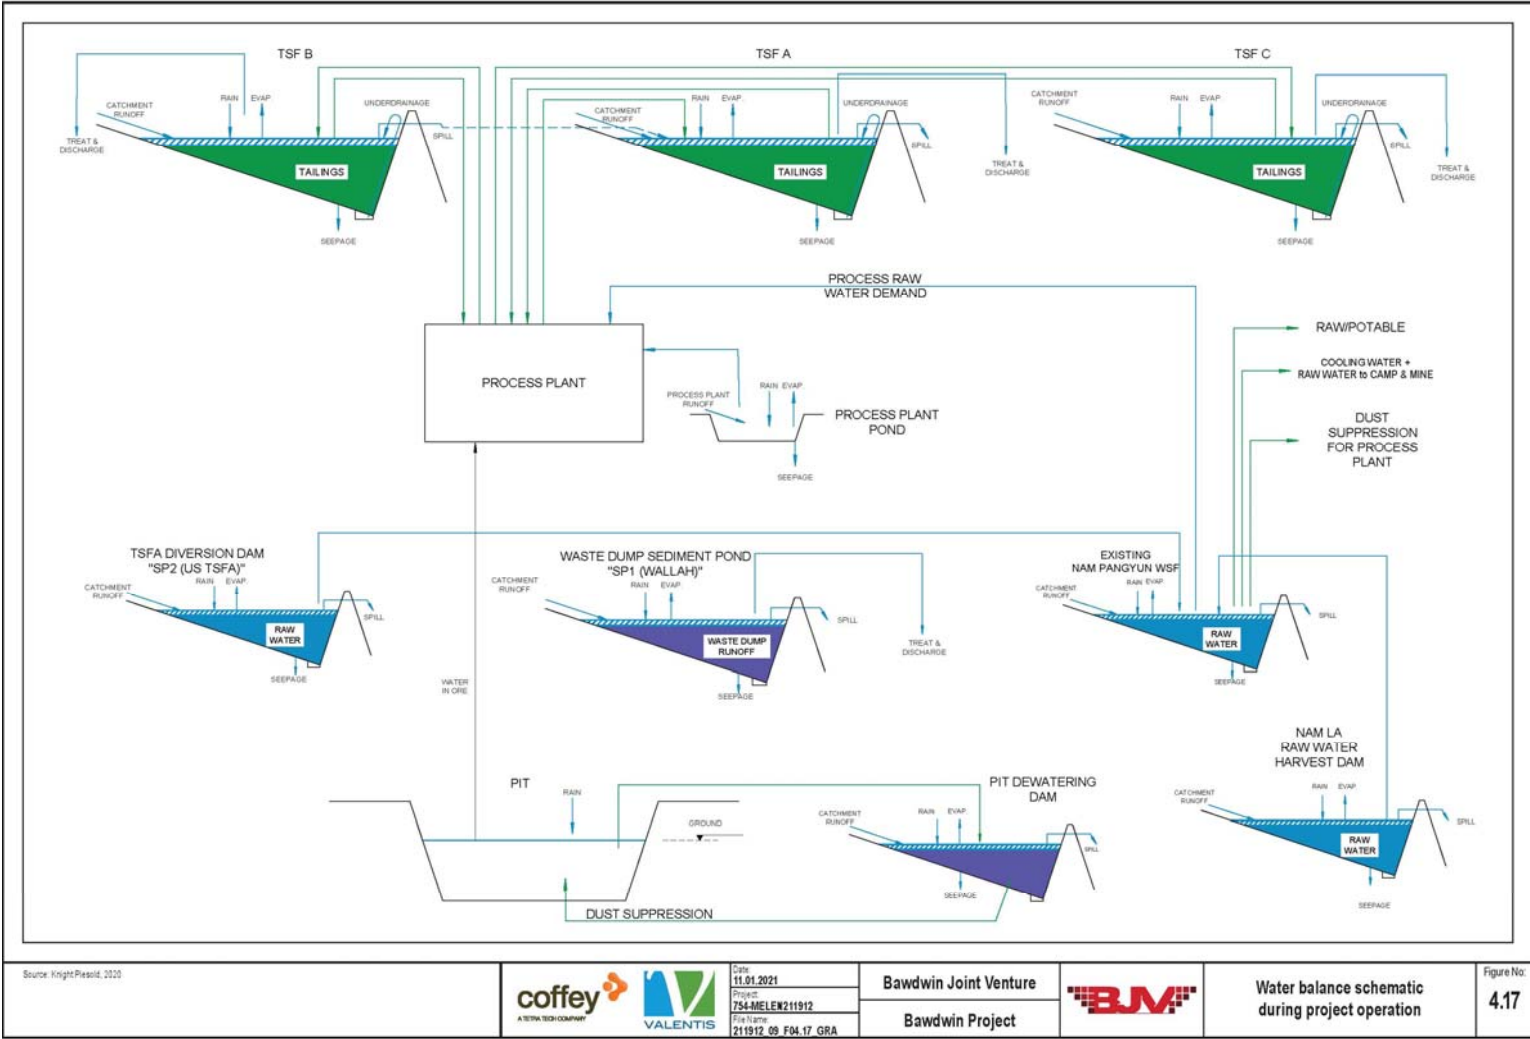 TSF B
TSF A
TSF C
CATCHMENT
RUNOFF
RAIN
EVAP.
UNDERDRAINAGE
TREAT &
DISCHARGE
SPILL
TAILINGS
SEEPAGE
CATCHMENT
RUNOFF
RAIN
EVAP.
UNDERDRAINAGE
SPILL
TREAT &
DISCHARGE
TAILINGS
SEEPAGE
CATCHMENT
RUNOFF
RAIN
EVAP.
UNDERDRAINAGE
SPILL
TREAT &
DISCHARGE
TAILINGS
SEEPAGE
PROCESS RAW
WATER DEMAND
PROCESS PLANT
PROCESS PLANT
RUNOFF
RAIN
EVAP.
PROCESS PLANT
POND
SEEPAGE
RAW/POTABLE
COOLING WATER +
RAW WATER to CAMP & MINE
DUST
SUPPRESSION
FOR PROCESS
PLANT
TSFA DIVERSION DAM
"SP2 (US TSFA)"
CATCHMENT
RUNOFF
RAIN
EVAP.
SPILL
RAW
WATER
SEEPAGE
WASTE DUMP SEDIMENT POND
"SP1 (WALLAH)"
CATCHMENT
RUNOFF
RAIN
EVAP.
SPILL
WASTE DUMP
RUNOFF
TREAT &
DISCHARGE
SEEPAGE
EXISTING
NAM PANGYUN WSF
CATCHMENT
RUNOFF
RAIN
EVAP.
SPILL
RAW
WATER
SEEPAGE
WATER
IN ORE
PIT
RAIN
GROUND
DUST SUPPRESSION
PIT DEWATERING
DAM
CATCHMENT
RUNOFF
RAIN
EVAP.
SPILL
SEEPAGE
NAM LA
RAW WATER
HARVEST DAM
CATCHMENT
RUNOFF
RAIN
EVAP.
SPILL
RAW
WATER
SEEPAGE
Source: Knight Piesold, 2020
coffey
A TETRA TECH COMPANY
VALENTIS
Date:
11.01.2021
Project:
754-MELEN211912
File Name:
211912_09_F04.17_GRA
Bawdwin Joint Venture
Bawdwin Project
BJV
Water balance schematic
during project operation
Figure No:
4.17